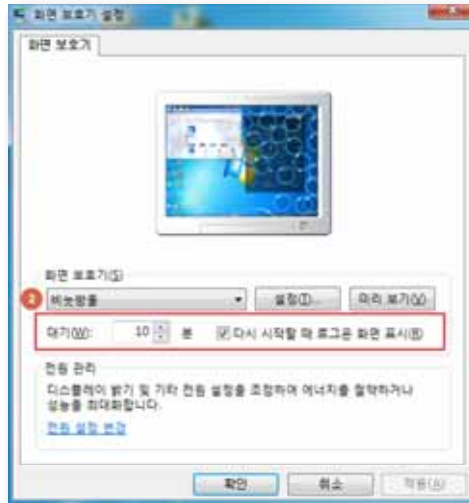 화면 보호기 설정
화면 보호기
화면 보호기(S)
2 비눗방울 설정(T)... 미리 보기(V)
대기(W): 10 분 다시 시작할 때 로그온 화면 표시(R)
전원 관리
디스플레이 밝기 및 기타 전원 설정을 조정하여 에너지를 절약하거나
성능을 최대화합니다.
전원 설정 변경
확인 취소 적용(A)